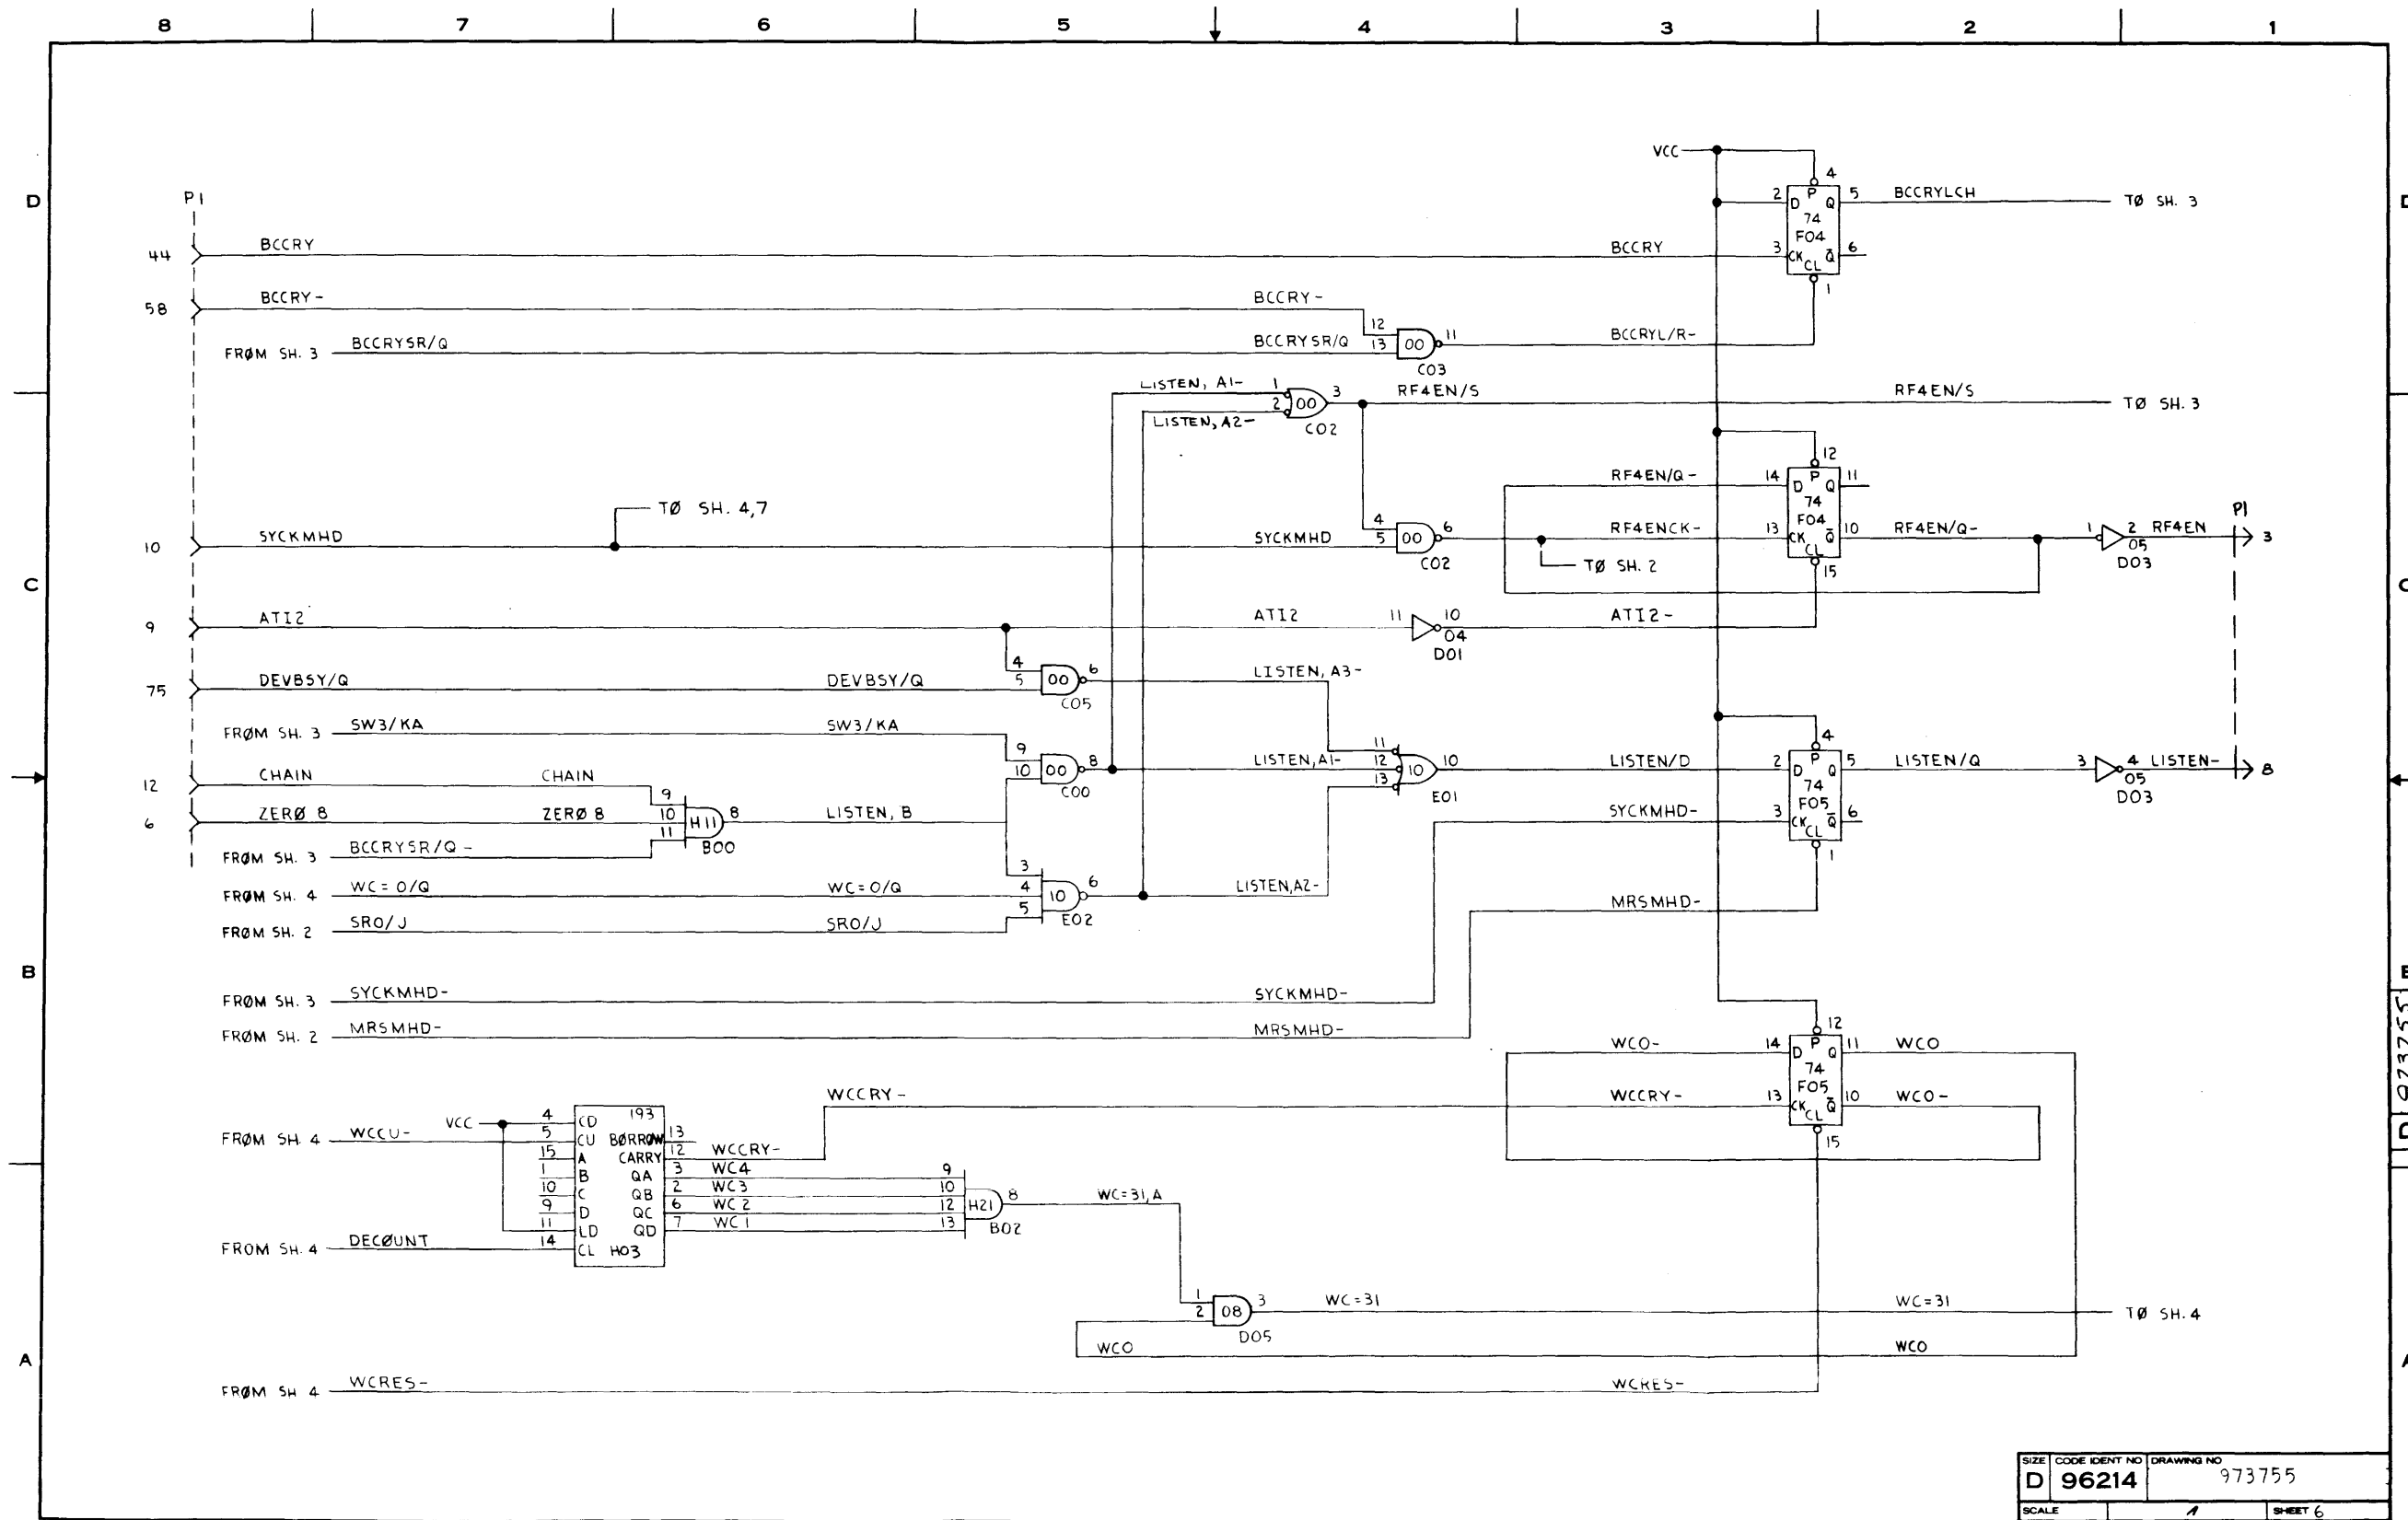 8 7 6 5 4 3 2 1
VCC
4
D P1 2 D P Q 5 BCCRYLCH TØ SH. 3
74
F04
44 BCCRY BCCRY 3 CK CL Q̄ 6
1
58 BCCRY- BCCRY-
12 11 BCCRYL/R-
FRØM SH. 3 BCCRYSR/Q BCCRYSR/Q 13 00
C03
LISTEN, A1- 1 3 RF4EN/S RF4EN/S TØ SH. 3
2 00
LISTEN, A2- C02
12
RF4EN/Q- 14 D P Q 11
74
TØ SH. 4,7 F04 P1
4 6 RF4ENCK- 13 CK CL Q̄ 10 RF4EN/Q- 1 2 RF4EN 3
10 SYCKMHD SYCKMHD 5 00 05
C02 TØ SH. 2 15 D03
C
9 ATI2 ATI2 11 10 ATI2-
04
D01
4 6 LISTEN, A3-
75 DEVBSY/Q DEVBSY/Q 5 00
C05
FRØM SH. 3 SW3/KA SW3/KA 11 4
9 8 LISTEN,A1- 12 10 10 LISTEN/D 2 D P Q 5 LISTEN/Q 3 4 LISTEN- 8
10 00 13 74 05
12 CHAIN CHAIN C00 E01 F05 D03
9
6 ZERØ 8 ZERØ 8 10 H11 8 LISTEN, B SYCKMHD- 3 CK CL Q̄ 6
11
FRØM SH. 3 BCCRYSR/Q - B00 1
3
FRØM SH. 4 WC=0/Q WC=0/Q 4 10 6 LISTEN,A2-
5 MRSMHD-
FRØM SH. 2 SRO/J SRO/J E02
B
FRØM SH. 3 SYCKMHD- SYCKMHD-
FRØM SH. 2 MRSMHD- MRSMHD-
12
WCO- 14 D P Q 11 WCO
74
F05
WCCRY- WCCRY- 13 CK CL Q̄ 10 WCO-
15
VCC 4 CD 193
FRØM SH. 4 WCCU- 5 CU BØRRØW 13
15 A CARRY 12 WCCRY-
1 B QA 3 WC4 9
10 C QB 2 WC3 10 8 WC=31,A
9 D QC 6 WC2 12 H21
11 LD QD 7 WC1 13 B02
FROM SH. 4 DECØUNT 14 CL H03
1 3 WC=31 WC=31 TØ SH. 4
2 08
D05
A WCO WCO
FRØM SH 4 WCRES- WCRES-
D 973755
SIZE CODE IDENT NO DRAWING NO
D 96214 973755
SCALE SHEET 6